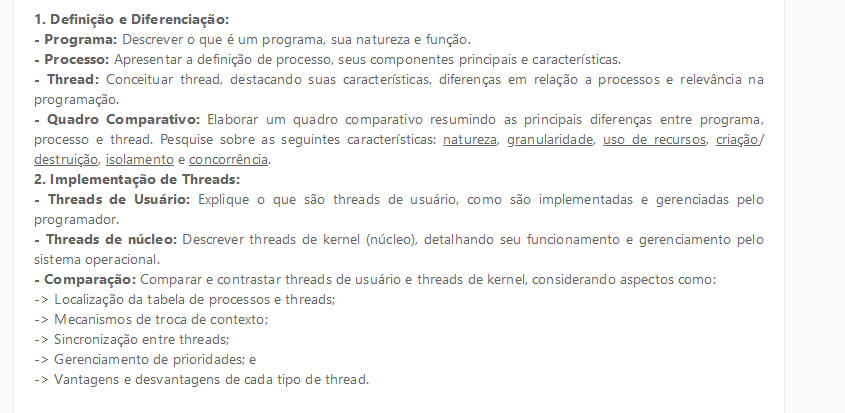 1. Definição e Diferenciação:
- Programa: Descrever o que é um programa, sua natureza e função.
- Processo: Apresentar a definição de processo, seus componentes principais e características.
- Thread: Conceituar thread, destacando suas características, diferenças em relação a processos e relevância na
programação.
- Quadro Comparativo: Elaborar um quadro comparativo resumindo as principais diferenças entre programa,
processo e thread. Pesquise sobre as seguintes características: natureza, granularidade, uso de recursos, criação/
destruição, isolamento e concorrência.
2. Implementação de Threads:
- Threads de Usuário: Explique o que são threads de usuário, como são implementadas e gerenciadas pelo
programador.
- Threads de núcleo: Descrever threads de kernel (núcleo), detalhando seu funcionamento e gerenciamento pelo
sistema operacional.
- Comparação: Comparar e contrastar threads de usuário e threads de kernel, considerando aspectos como:
-> Localização da tabela de processos e threads;
-> Mecanismos de troca de contexto;
-> Sincronização entre threads;
-> Gerenciamento de prioridades; e
-> Vantagens e desvantagens de cada tipo de thread.